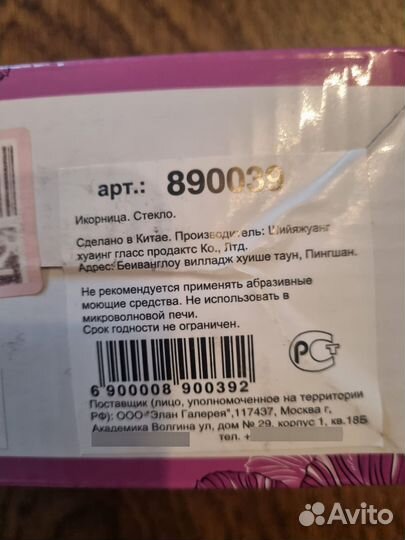 арт.: 890039
Икорница. Стекло.
Сделано в Китае. Производитель: Шийяжуанг
хуаинг гласс продактс Ко., Лтд.
Адрес: Беиванглоу вилладж хуише таун, Пингшан.
Не рекомендуется применять абразивные
моющие средства. Не использовать в
микроволновой печи.
Срок годности не ограничен.
РСТ
6 900008 900392
Поставщик (лицо, уполномоченное на территории
РФ): ООО"Элан Галерея",117437, Москва г,
Академика Волгина ул, дом № 29, корпус 1, кв.18Б
тел. +
Avito